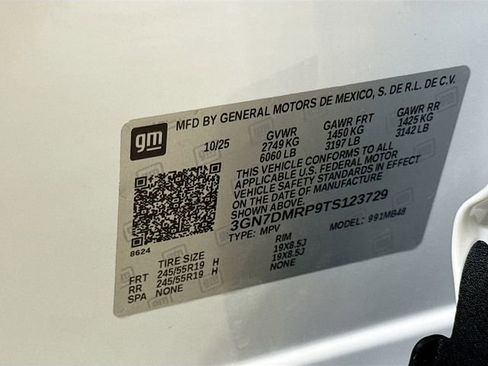 gm
MFD BY GENERAL MOTORS DE MEXICO, S. DE R.L. DE C.V.
10/25 GVWR GAWR FRT GAWR RR
2749 KG 1450 KG 1425 KG
6060 LB 3197 LB 3142 LB
THIS VEHICLE CONFORMS TO ALL
APPLICABLE U.S. FEDERAL MOTOR
VEHICLE SAFETY STANDARDS IN EFFECT
ON THE DATE OF MANUFACTURE
SHOWN ABOVE.
3GN7DMRP9TS123729
TYPE: MPV MODEL: 991MB48
8624
TIRE SIZE RIM
FRT 245/55R19 H 19X8.5J
RR 245/55R19 H 19X8.5J
SPA NONE NONE